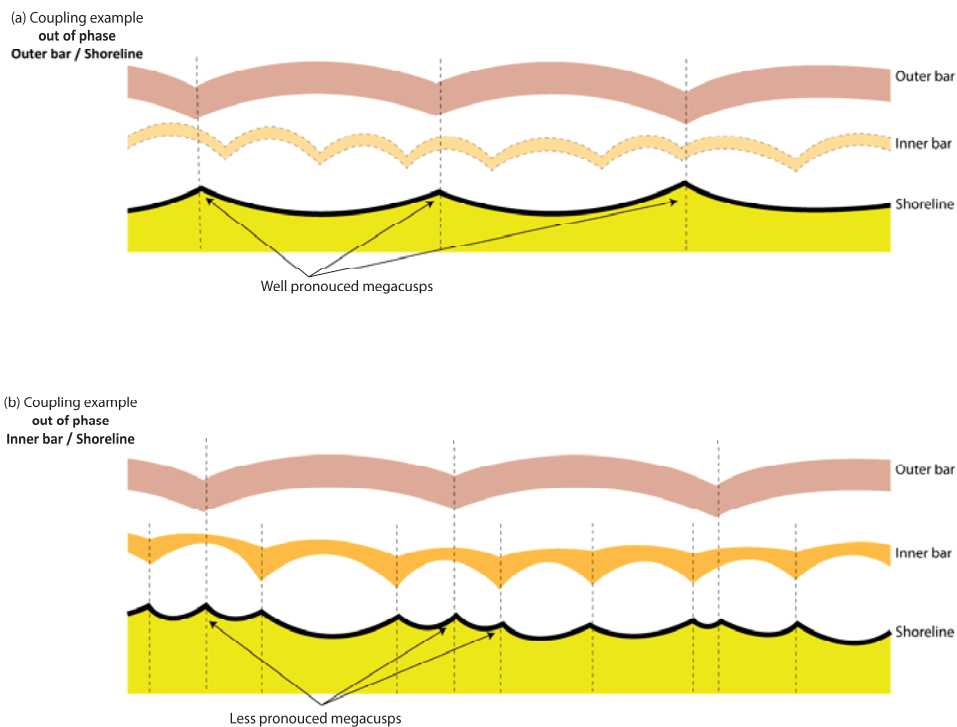 (a) Coupling example
out of phase
Outer bar / Shoreline
Outer bar
Inner bar
Shoreline
Well pronouced megacusps
(b) Coupling example
out of phase
Inner bar / Shoreline
Outer bar
Inner bar
Shoreline
Less pronouced megacusps